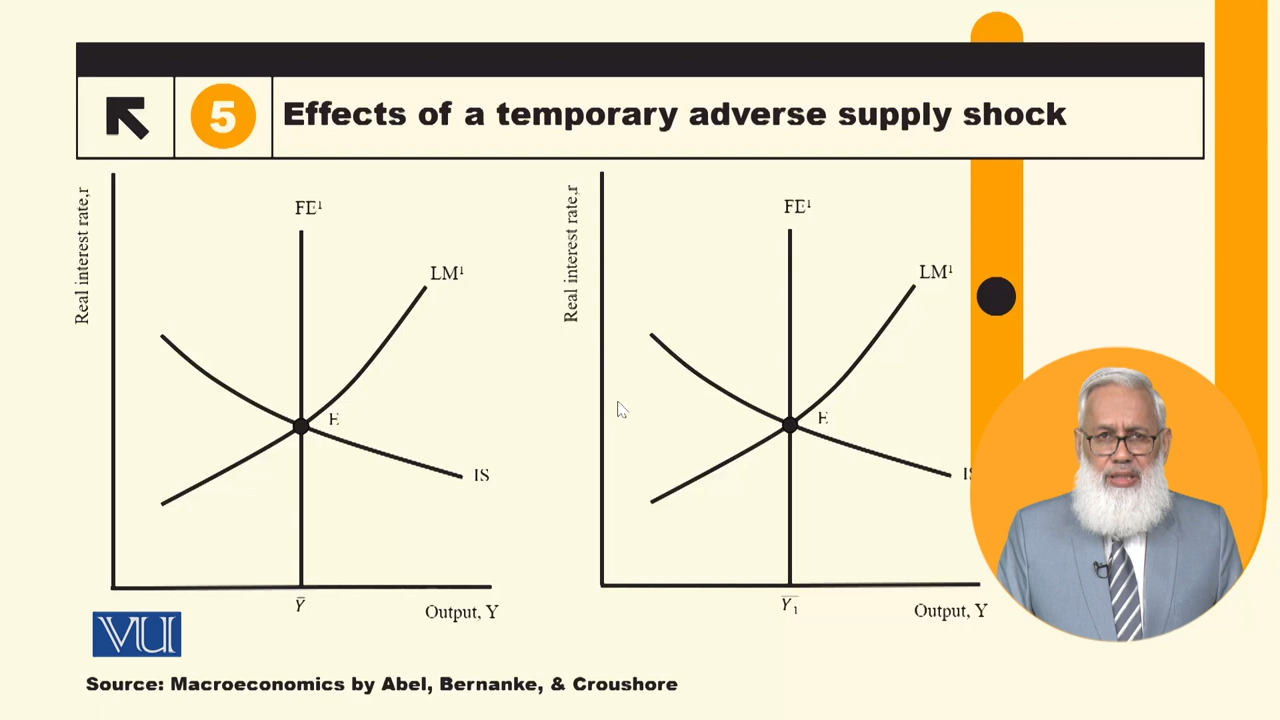 5
Effects of a temporary adverse supply shock
Real interest rate,r
FE¹
LM¹
E
IS
Ȳ
Output, Y
Real interest rate,r
FE¹
LM¹
E
IS
Ȳ₁
Output, Y
VU
Source: Macroeconomics by Abel, Bernanke, & Croushore